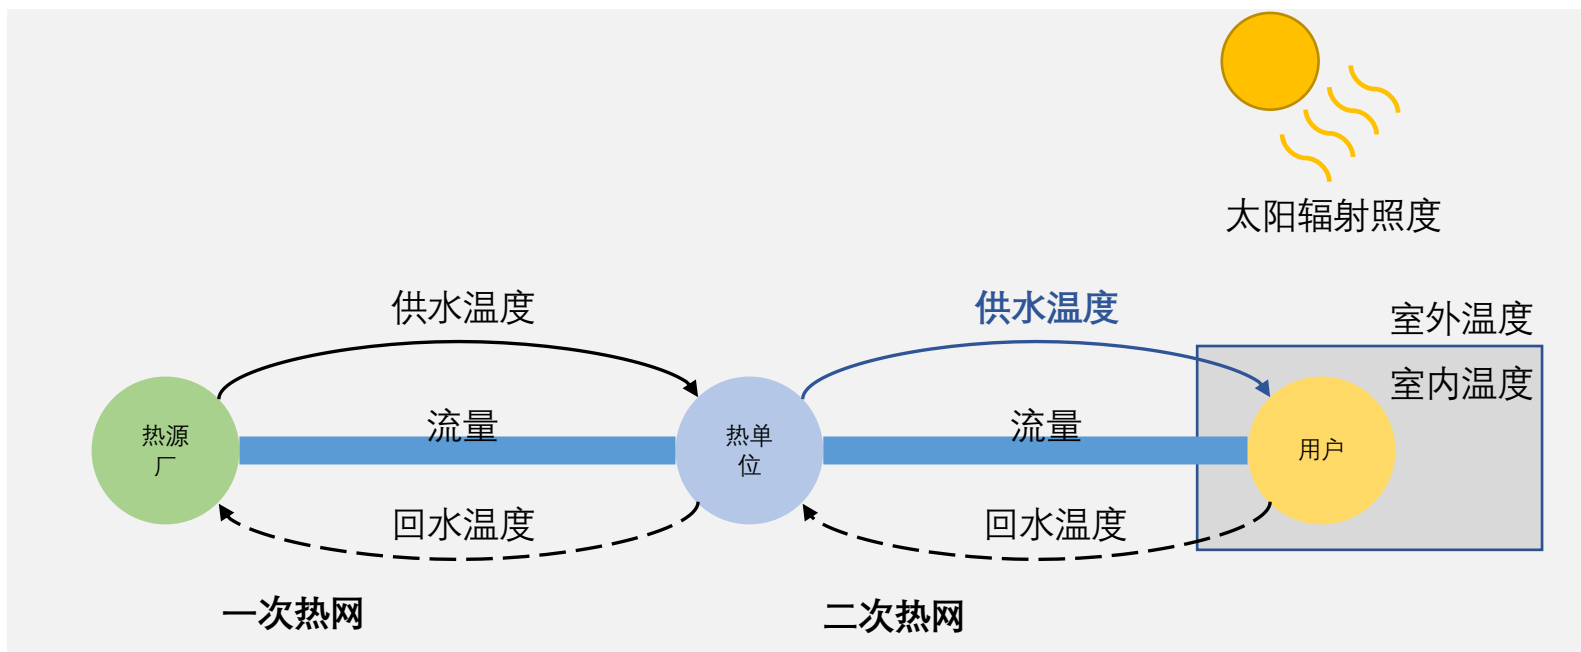 太阳辐射照度
供水温度
供水温度
室外温度
室内温度
热源
厂
流量
热单
位
流量
用户
回水温度
回水温度
一次热网
二次热网